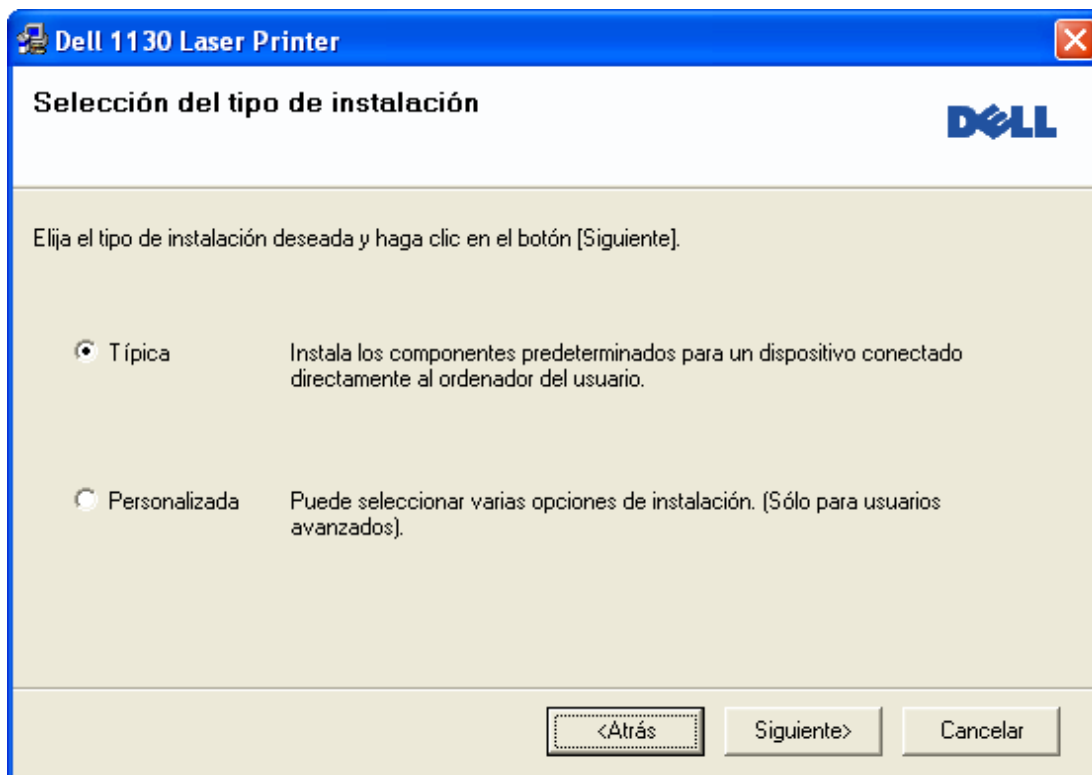 Dell 1130 Laser Printer
Selección del tipo de instalación
DELL
Elija el tipo de instalación deseada y haga clic en el botón [Siguiente].
Típica
Instala los componentes predeterminados para un dispositivo conectado
directamente al ordenador del usuario.
Personalizada
Puede seleccionar varias opciones de instalación. (Sólo para usuarios
avanzados).
<Atrás
Siguiente>
Cancelar